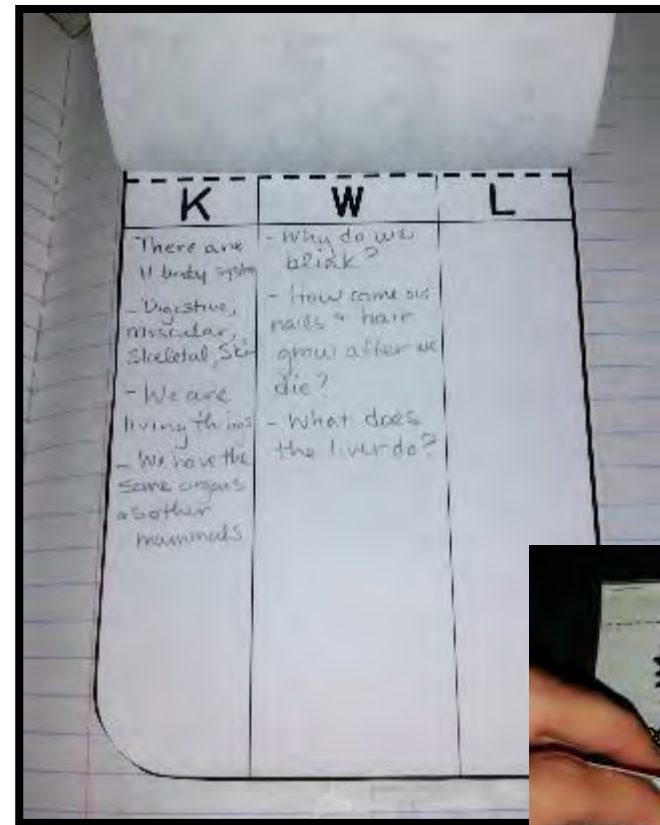 K W L
There are
11 body system
- Digestive,
muscular,
Skeletal, Skin
- We are
living things
- We have the
same organs
as other
mammals
- Why do we
blink?
- How come our
nails + hair
grow after we
die?
- What does
the liver do?